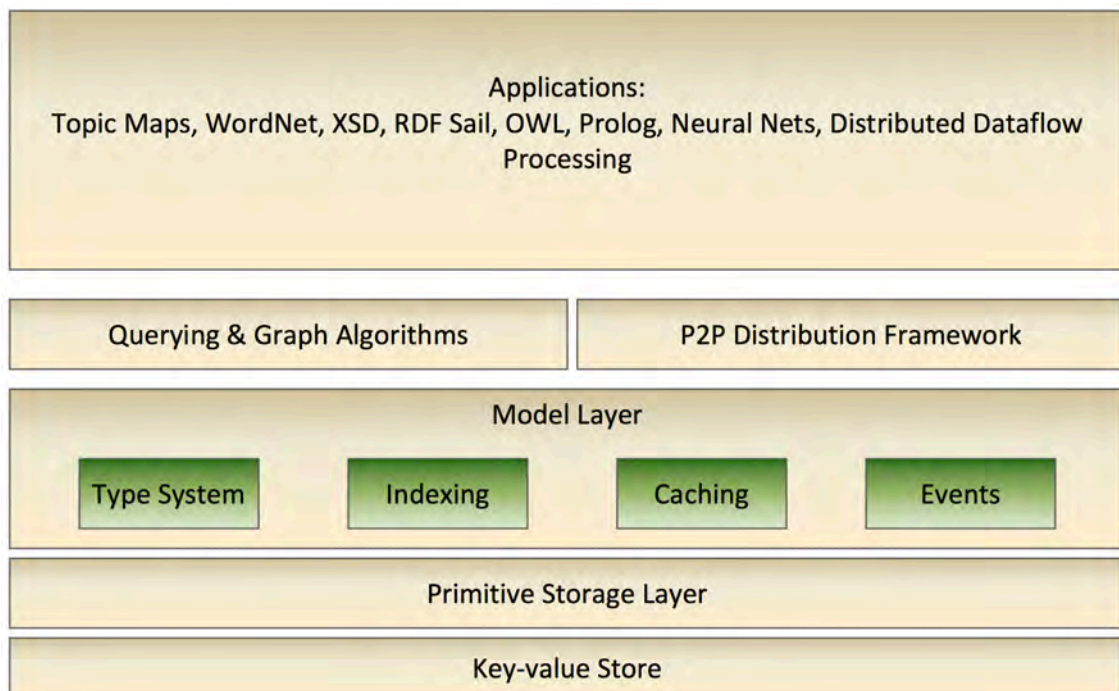 Applications:
Topic Maps, WordNet, XSD, RDF Sail, OWL, Prolog, Neural Nets, Distributed Dataflow
Processing
Querying & Graph Algorithms
P2P Distribution Framework
Model Layer
Type System
Indexing
Caching
Events
Primitive Storage Layer
Key-value Store